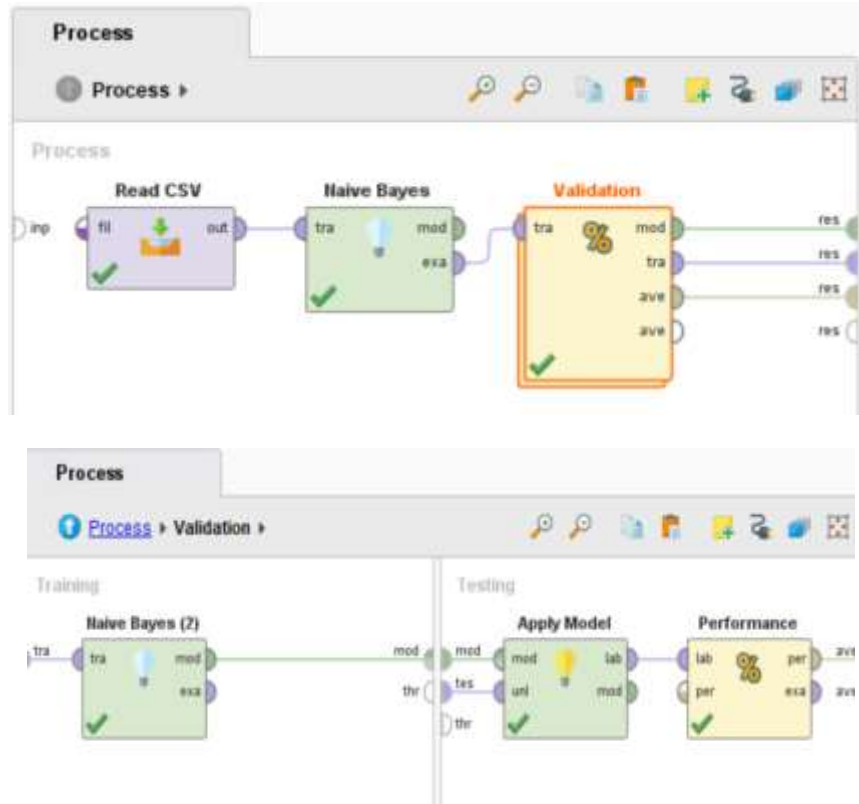 Process
Process ▸
Process
Read CSV Naive Bayes Validation
inp fil out tra mod tra mod res
exa tra res
ave res
ave res
Process
Process ▸ Validation ▸
Training Testing
Naive Bayes (2) Apply Model Performance
tra tra mod mod mod mod lab lab per ave
exa thr tes unl mod per exa ave
thr